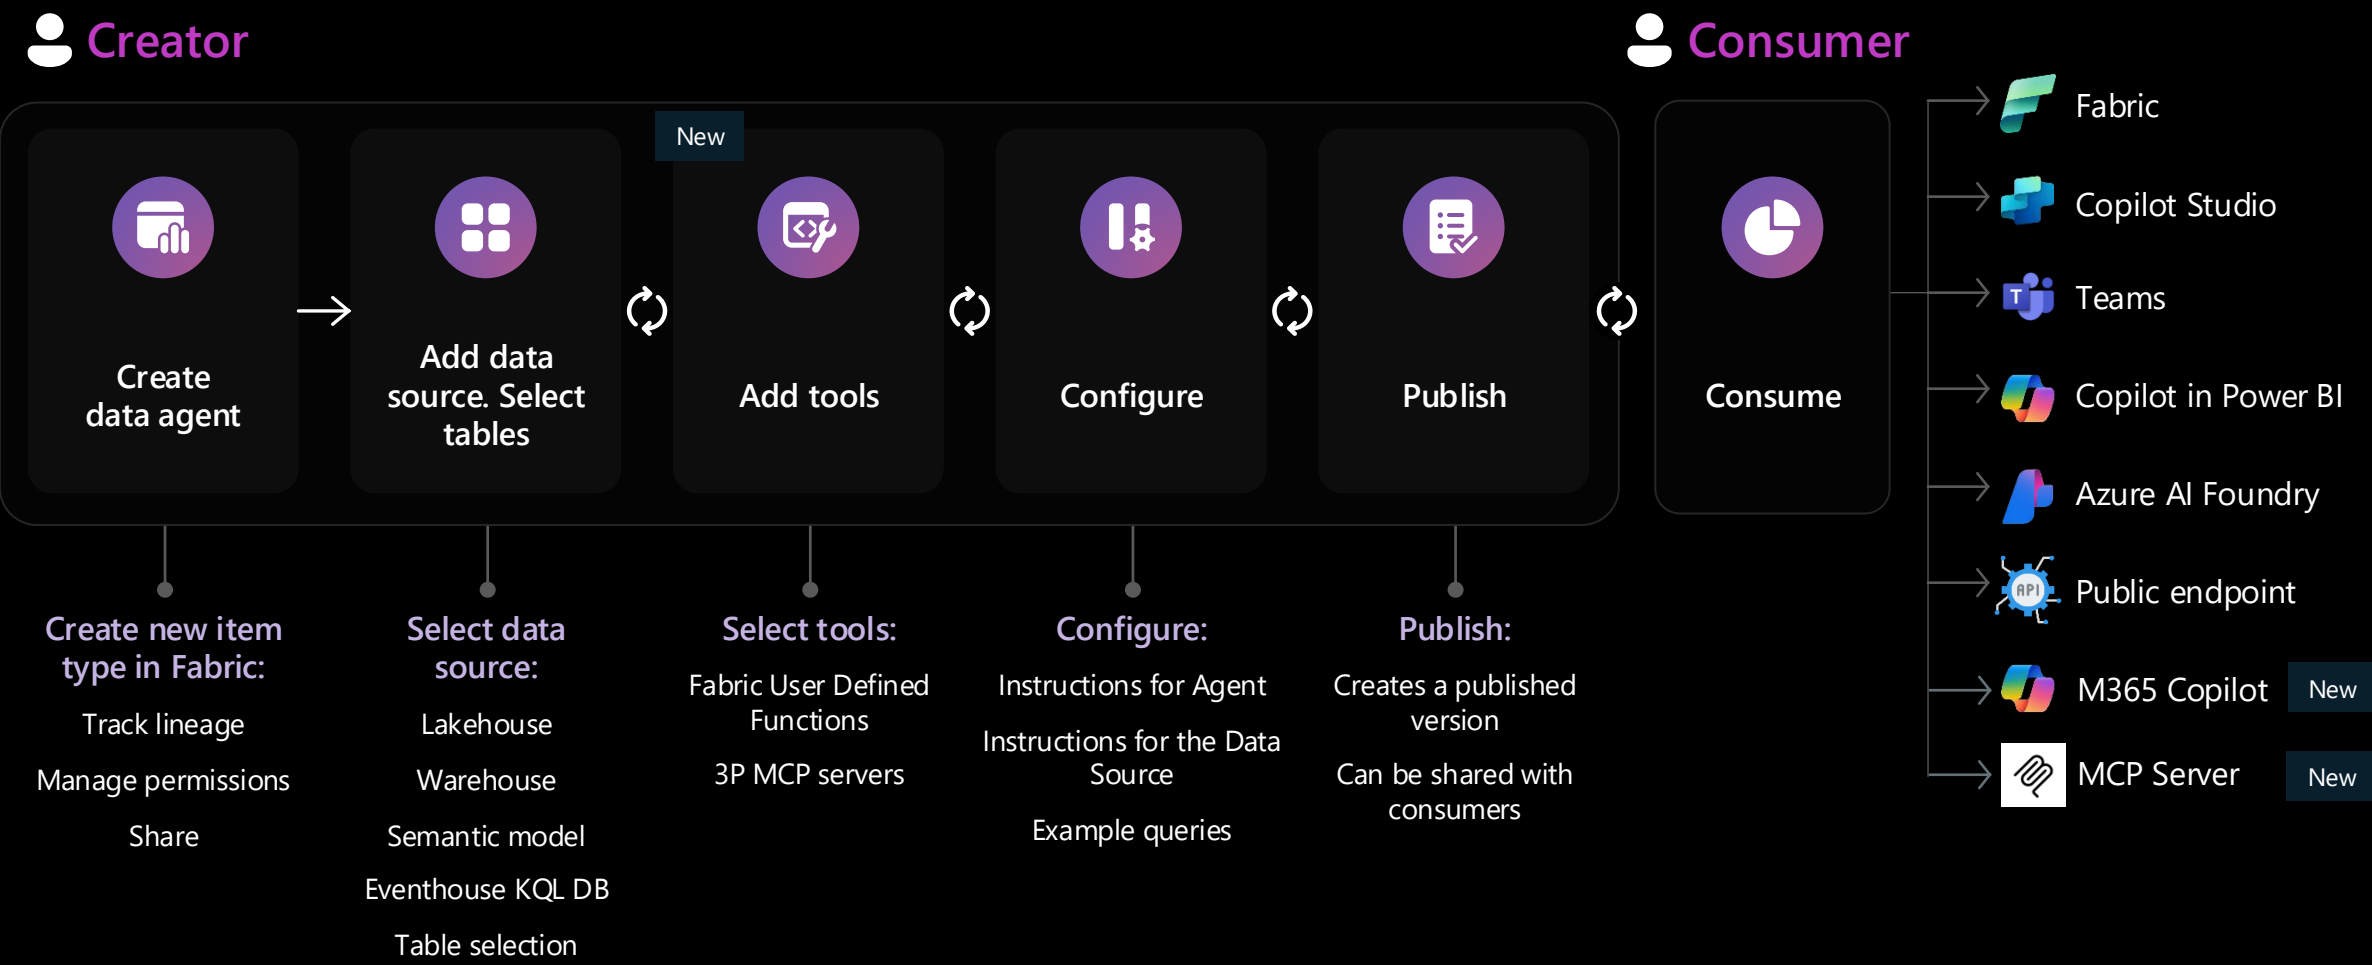 Creator
Consumer
New
Create
data agent
Add data
source. Select
tables
Add tools
Configure
Publish
Consume
Fabric
Copilot Studio
T
Teams
Copilot in Power BI
Azure AI Foundry
API
Public endpoint
M365 Copilot
New
MCP Server
New
Create new item
type in Fabric:
Track lineage
Manage permissions
Share
Select data
source:
Lakehouse
Warehouse
Semantic model
Eventhouse KQL DB
Table selection
Select tools:
Fabric User Defined
Functions
3P MCP servers
Configure:
Instructions for Agent
Instructions for the Data
Source
Example queries
Publish:
Creates a published
version
Can be shared with
consumers